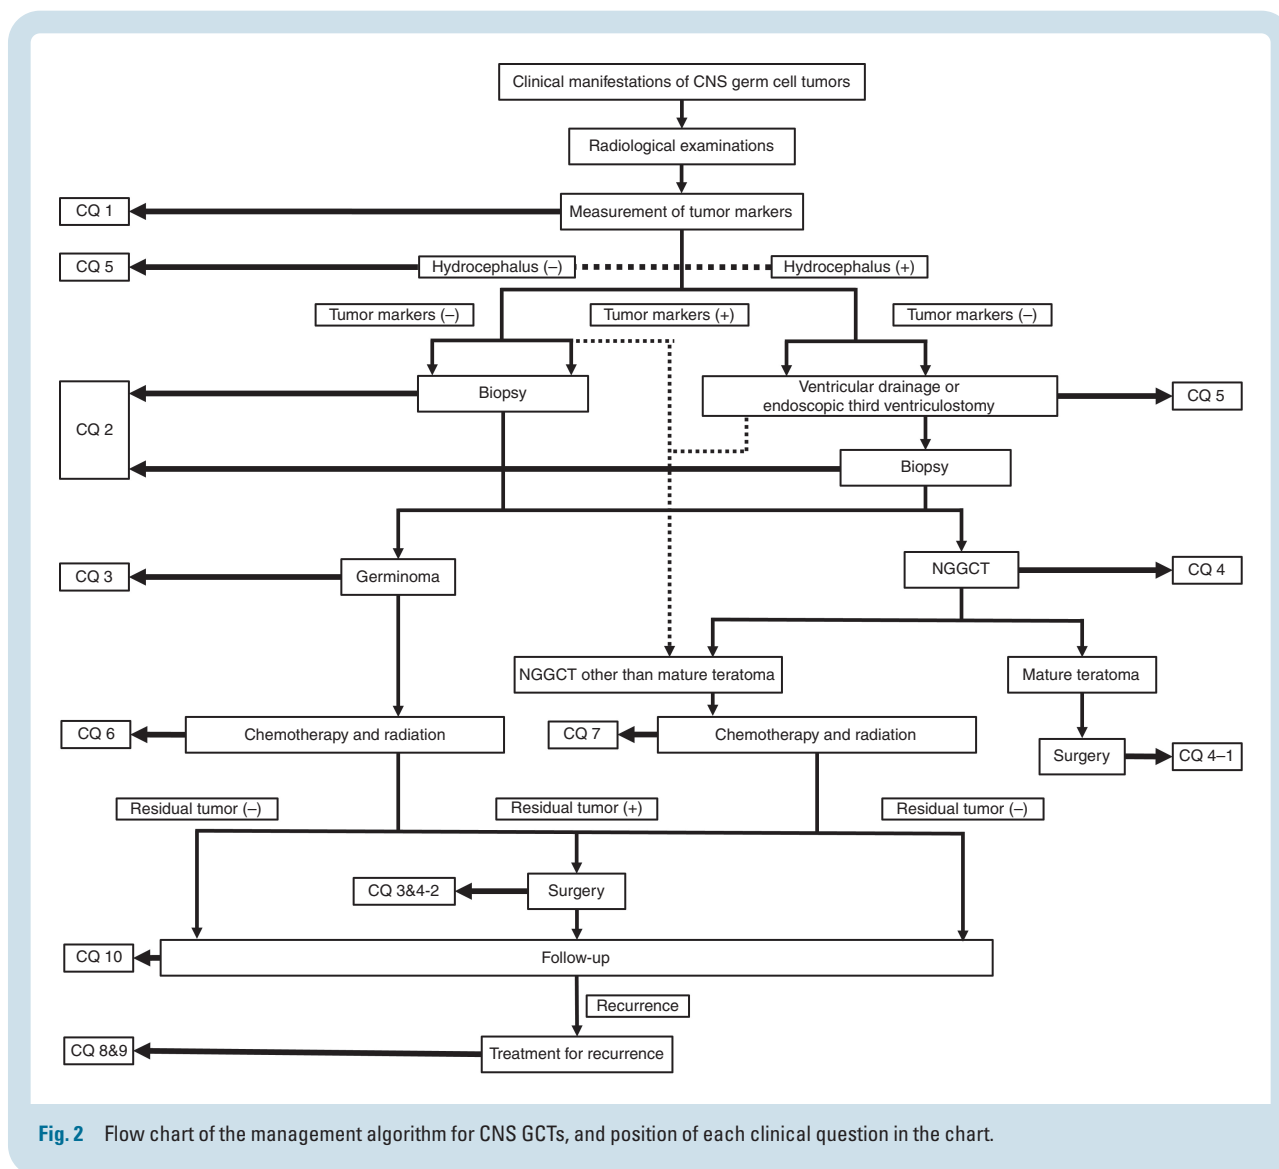 Clinical manifestations of CNS germ cell tumors
Radiological examinations
CQ 1
Measurement of tumor markers
CQ 5
Hydrocephalus (–)
Hydrocephalus (+)
Tumor markers (–)
Tumor markers (+)
Tumor markers (–)
CQ 2
Biopsy
Ventricular drainage or
endoscopic third ventriculostomy
CQ 5
Biopsy
CQ 3
Germinoma
NGGCT
CQ 4
NGGCT other than mature teratoma
Mature teratoma
CQ 6
Chemotherapy and radiation
CQ 7
Chemotherapy and radiation
Surgery
CQ 4–1
Residual tumor (–)
Residual tumor (+)
Residual tumor (–)
CQ 3&4-2
Surgery
CQ 10
Follow-up
Recurrence
CQ 8&9
Treatment for recurrence
Fig. 2 Flow chart of the management algorithm for CNS GCTs, and position of each clinical question in the chart.